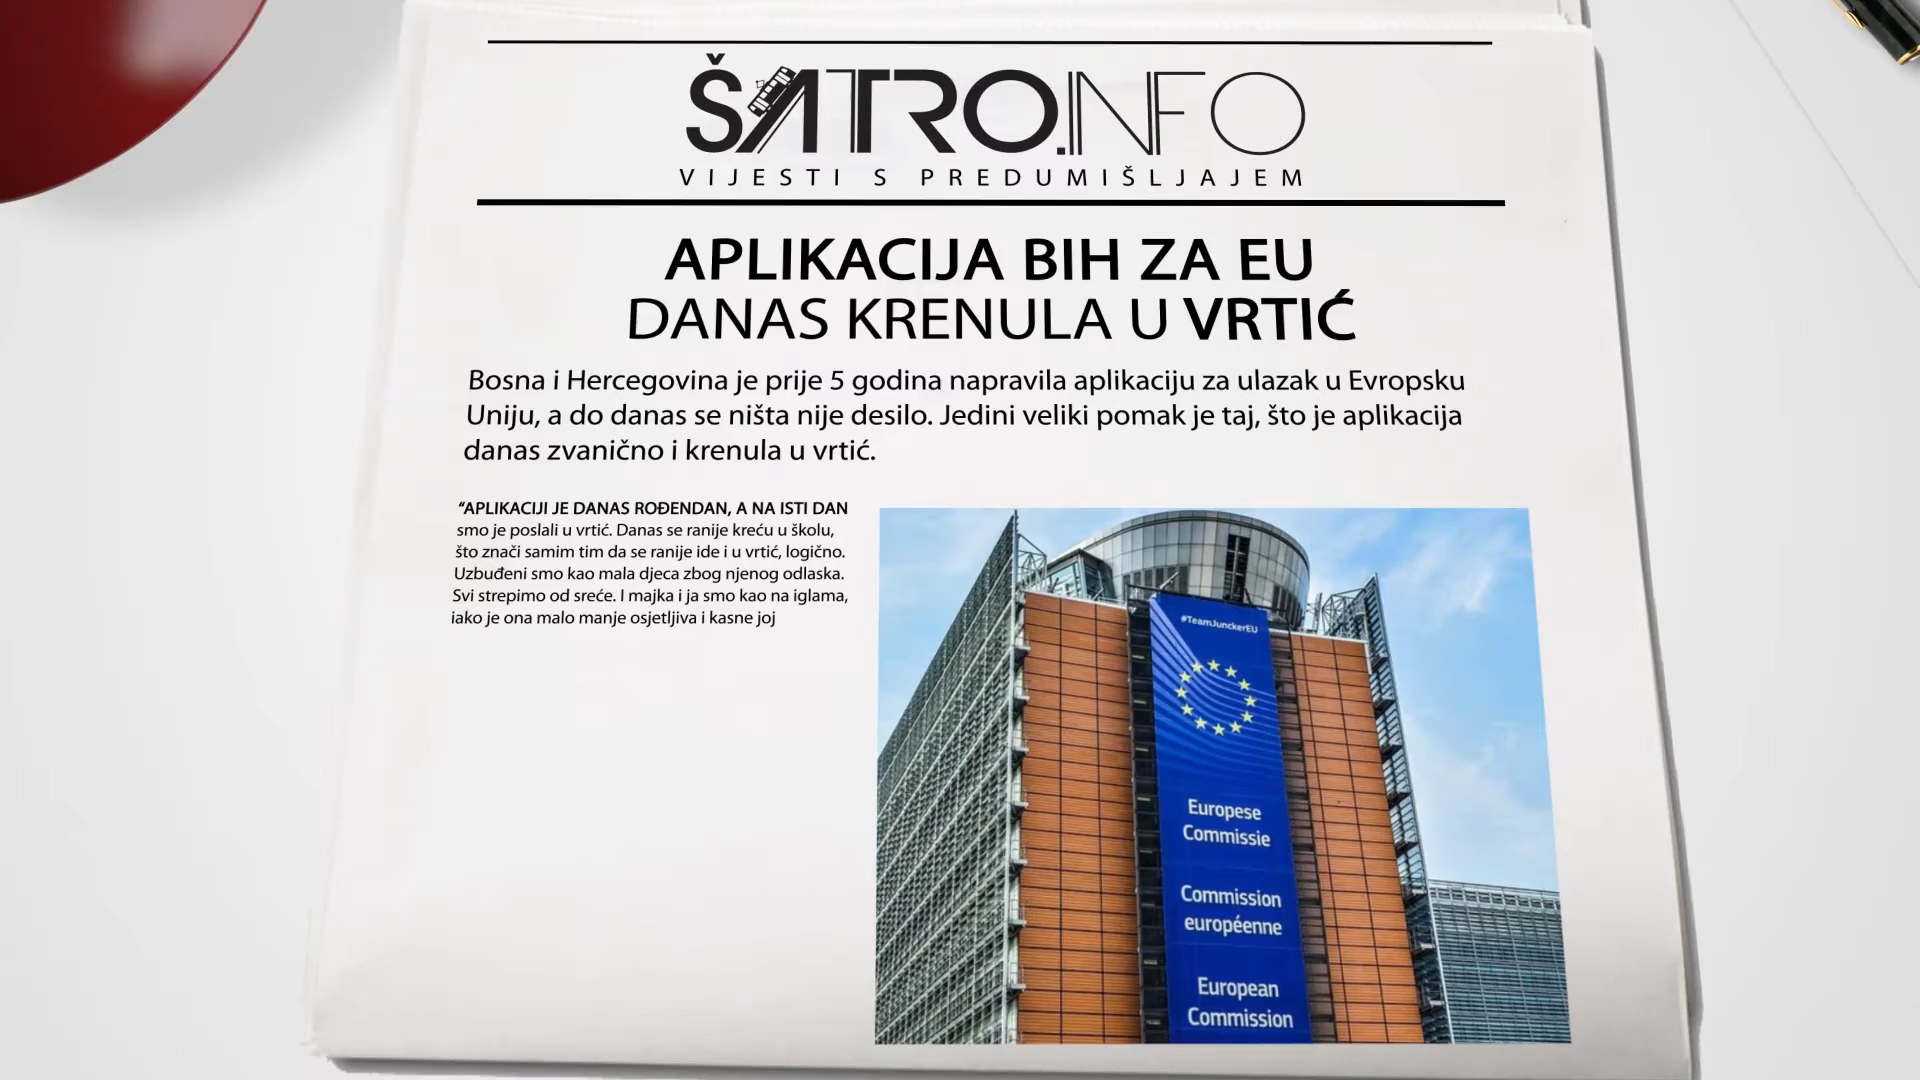 ŠATRO.INFO
VIJESTI S PREDUMIŠLJAJEM
APLIKACIJA BIH ZA EU
DANAS KRENULA U VRTIĆ
Bosna i Hercegovina je prije 5 godina napravila aplikaciju za ulazak u Evropsku
Uniju, a do danas se ništa nije desilo. Jedini veliki pomak je taj, što je aplikacija
danas zvanično i krenula u vrtić.
“APLIKACIJI JE DANAS ROĐENDAN, A NA ISTI DAN
smo je poslali u vrtić. Danas se ranije kreću u školu,
što znači samim tim da se ranije ide i u vrtić, logično.
Uzbuđeni smo kao mala djeca zbog njenog odlaska.
Svi strepimo od sreće. I majka i ja smo kao na iglama,
iako je ona malo manje osjetljiva i kasne joj
#TeamJunckerEU
Europese
Commissie
Commission
européenne
European
Commission